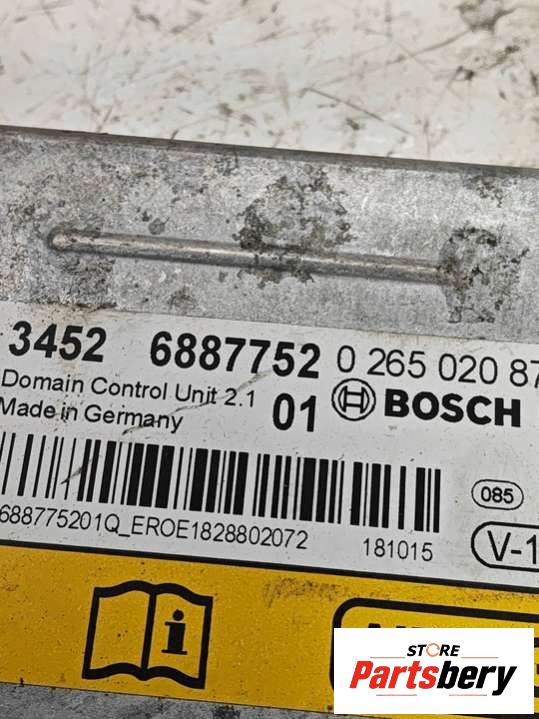 3452 6887752 0 265 020 87
Domain Control Unit 2.1 01 BOSCH
Made in Germany
085
688775201Q_EROE1828802072 181015
V-1
STORE
Partsbery